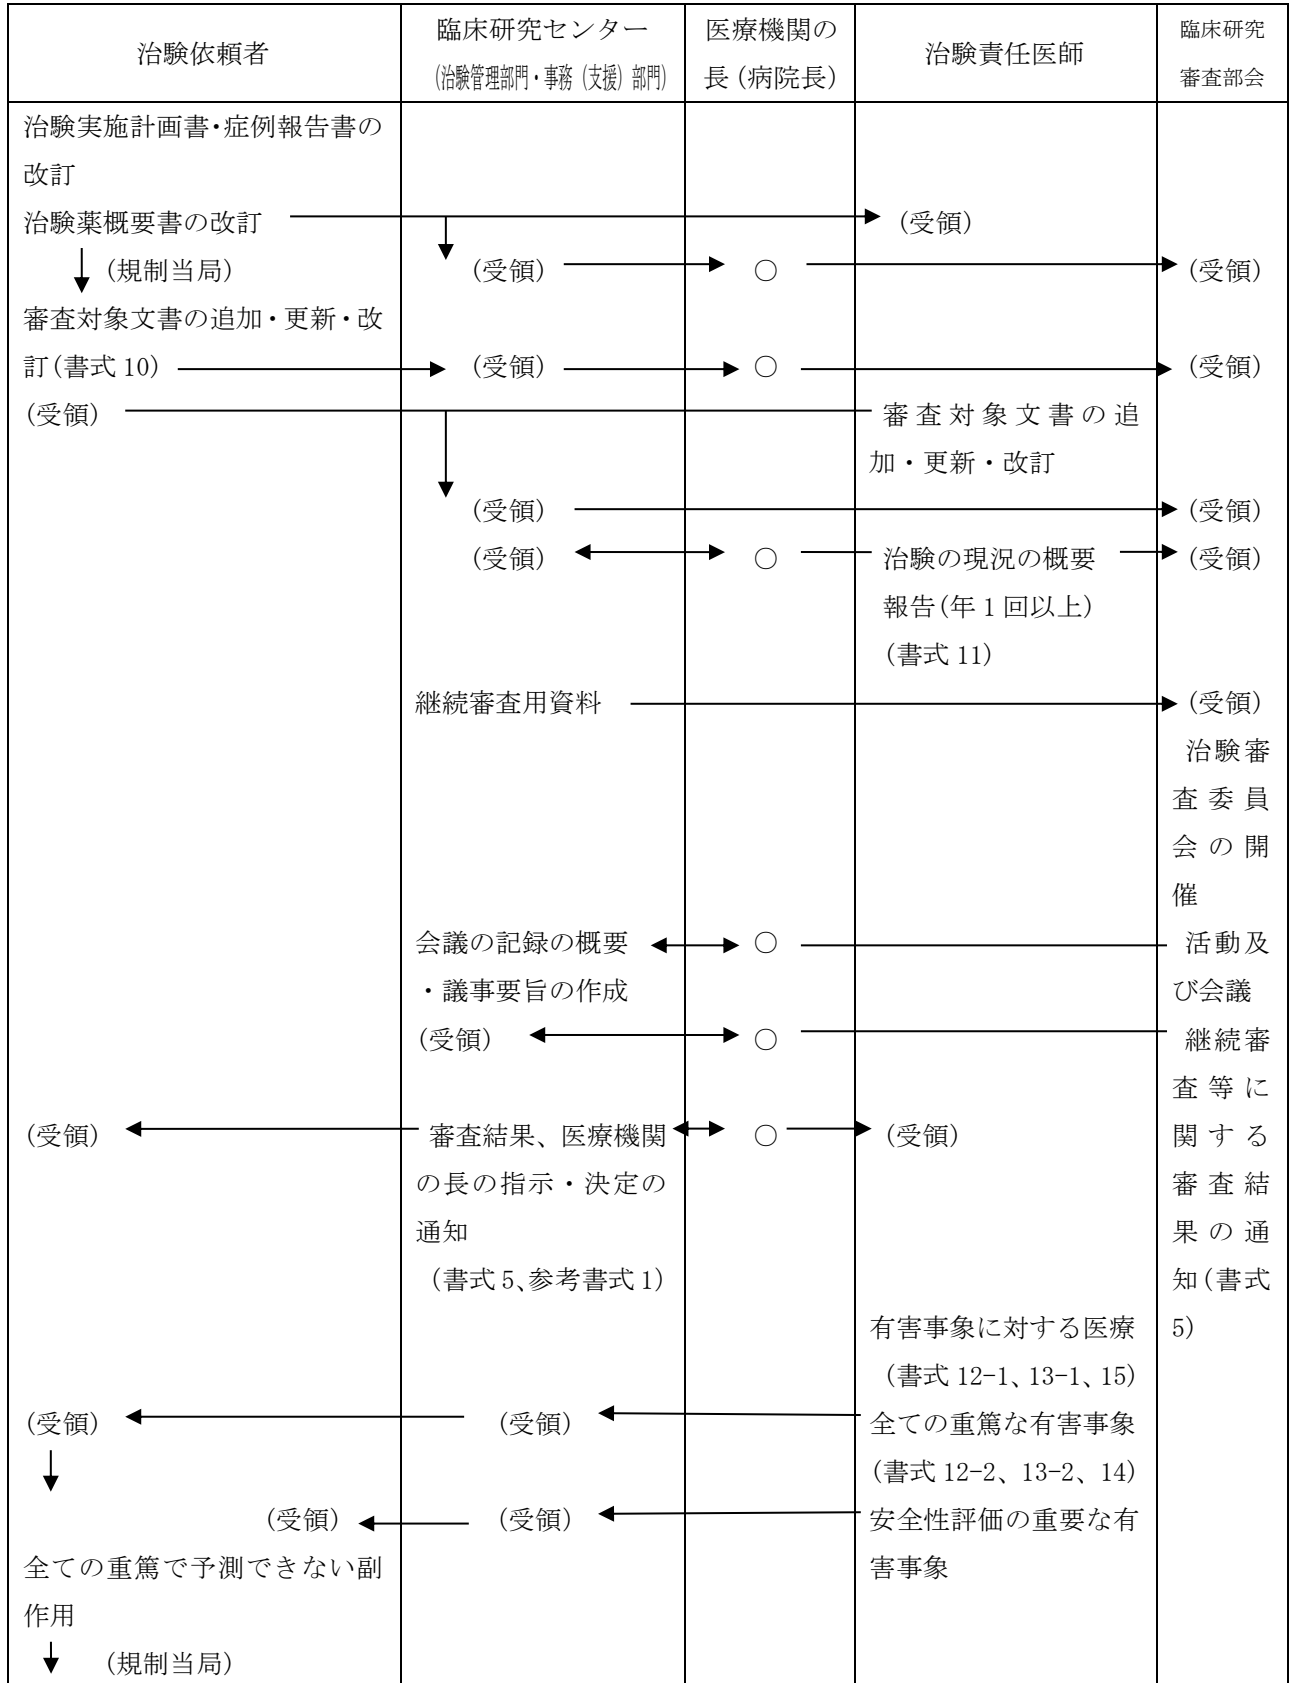 治験依頼者
臨床研究センター
(治験管理部門・事務(支援)部門)
医療機関の
長(病院長)
治験責任医師
臨床研究
審査部会
治験実施計画書・症例報告書の
改訂
治験薬概要書の改訂
(受領)
(規制当局)
(受領)
○
(受領)
審査対象文書の追加・更新・改
訂(書式 10)
(受領)
○
(受領)
(受領)
審査対象文書の追
加・更新・改訂
(受領)
(受領)
(受領)
○
治験の現況の概要
(受領)
報告(年 1 回以上)
(書式 11)
継続審査用資料
(受領)
治験審
査委員
会の開
催
会議の記録の概要
○
活動及
・議事要旨の作成
び会議
(受領)
○
継続審
査等に
(受領)
審査結果、医療機関
○
(受領)
関する
の長の指示・決定の
審査結
通知
果の通
(書式 5、参考書式 1)
知(書式
有害事象に対する医療
5)
(書式 12-1、13-1、15)
(受領)
(受領)
全ての重篤な有害事象
(書式 12-2、13-2、14)
(受領)
(受領)
安全性評価の重要な有
全ての重篤で予測できない副
害事象
作用
(規制当局)